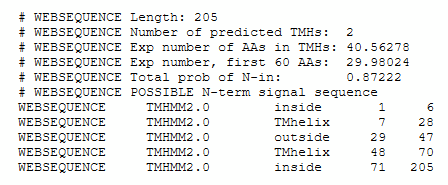 # WEBSEQUENCE Length: 205
# WEBSEQUENCE Number of predicted TMHs:  2
# WEBSEQUENCE Exp number of AAs in TMHs: 40.56278
# WEBSEQUENCE Exp number, first 60 AAs:  29.98024
# WEBSEQUENCE Total prob of N-in:        0.87222
# WEBSEQUENCE POSSIBLE N-term signal sequence
WEBSEQUENCE     TMHMM2.0        inside       1     6
WEBSEQUENCE     TMHMM2.0        TMhelix      7    28
WEBSEQUENCE     TMHMM2.0        outside     29    47
WEBSEQUENCE     TMHMM2.0        TMhelix     48    70
WEBSEQUENCE     TMHMM2.0        inside      71   205